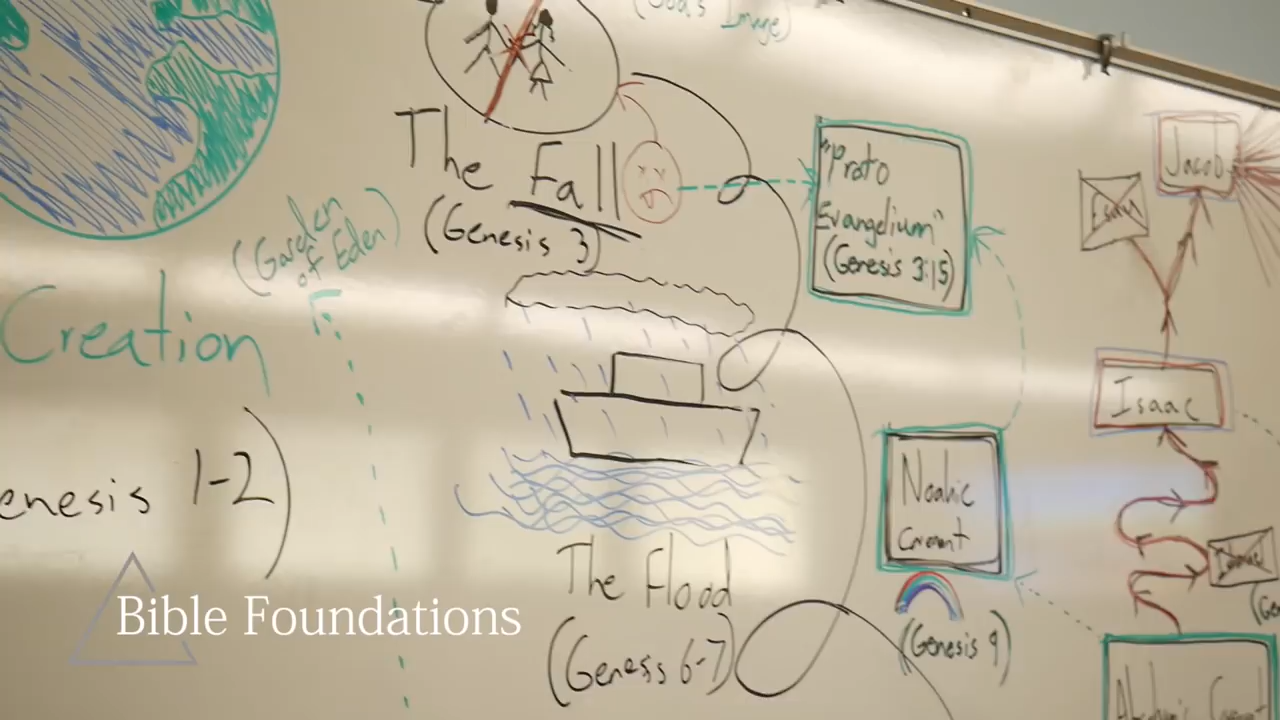 (God's Image)
The Fall
(Genesis 3)
(Garden
of Eden)
"Proto
Evangelium"
(Genesis 3:15)
Jacob
Esau
Creation
enesis 1-2)
Isaac
Noahic
The Flood
(Genesis 6-7)
(Genesis 9)
Bible Foundations